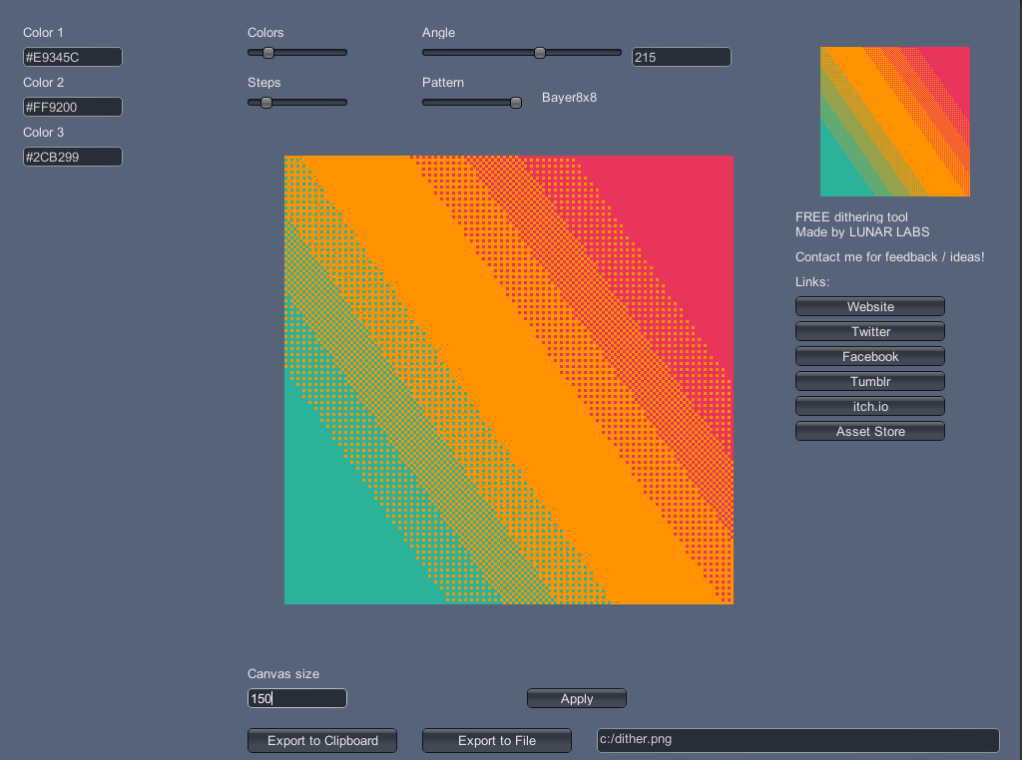 Color 1
#E9345C
Color 2
#FF9200
Color 3
#2CB299
Colors
Steps
Angle
215
Pattern
Bayer8x8
FREE dithering tool
Made by LUNAR LABS
Contact me for feedback / ideas!
Links:
Website
Twitter
Facebook
Tumblr
itch.io
Asset Store
Canvas size
150
Apply
Export to Clipboard
Export to File
c:/dither.png